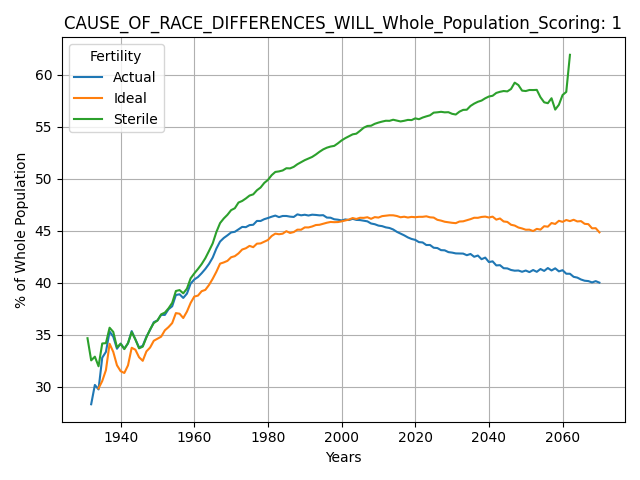 CAUSE_OF_RACE_DIFFERENCES_WILL_Whole_Population_Scoring: 1
Fertility
Actual
Ideal
Sterile
% of Whole Population
60
55
50
45
40
35
30
1940 1960 1980 2000 2020 2040 2060
Years